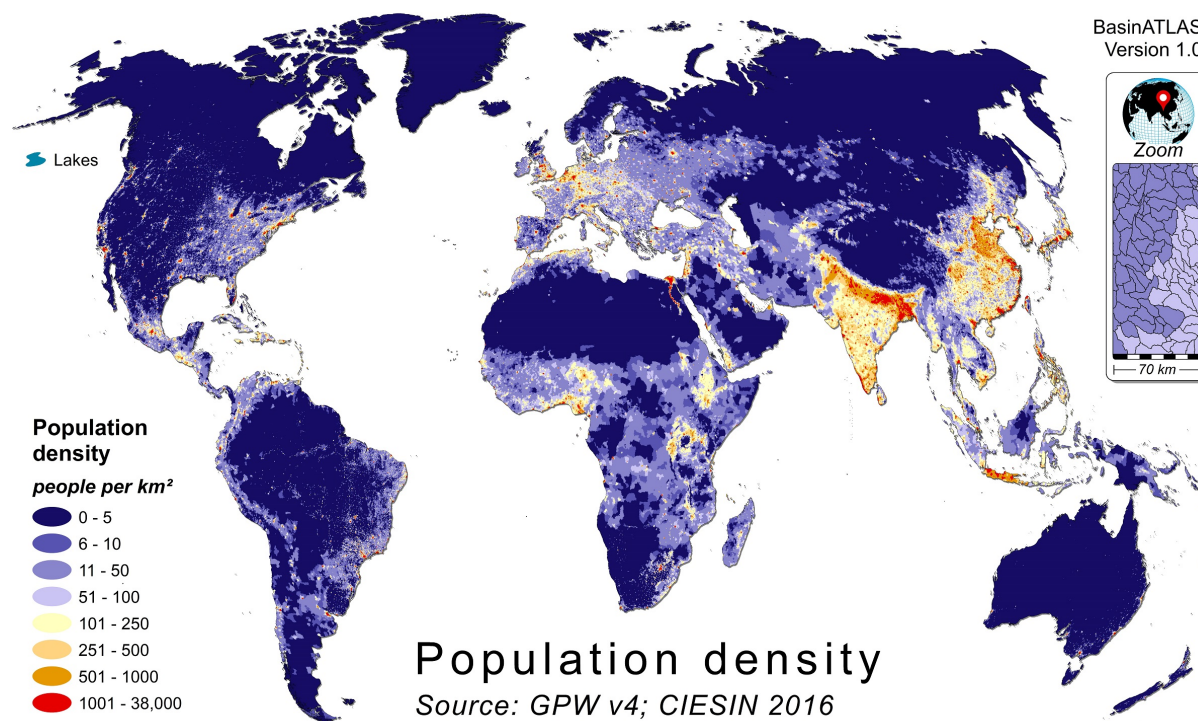 BasinATLAS
Version 1.0
Zoom
70 km
Lakes
Population
density
people per km²
0 - 5
6 - 10
11 - 50
51 - 100
101 - 250
251 - 500
501 - 1000
1001 - 38,000
Population density
Source: GPW v4; CIESIN 2016